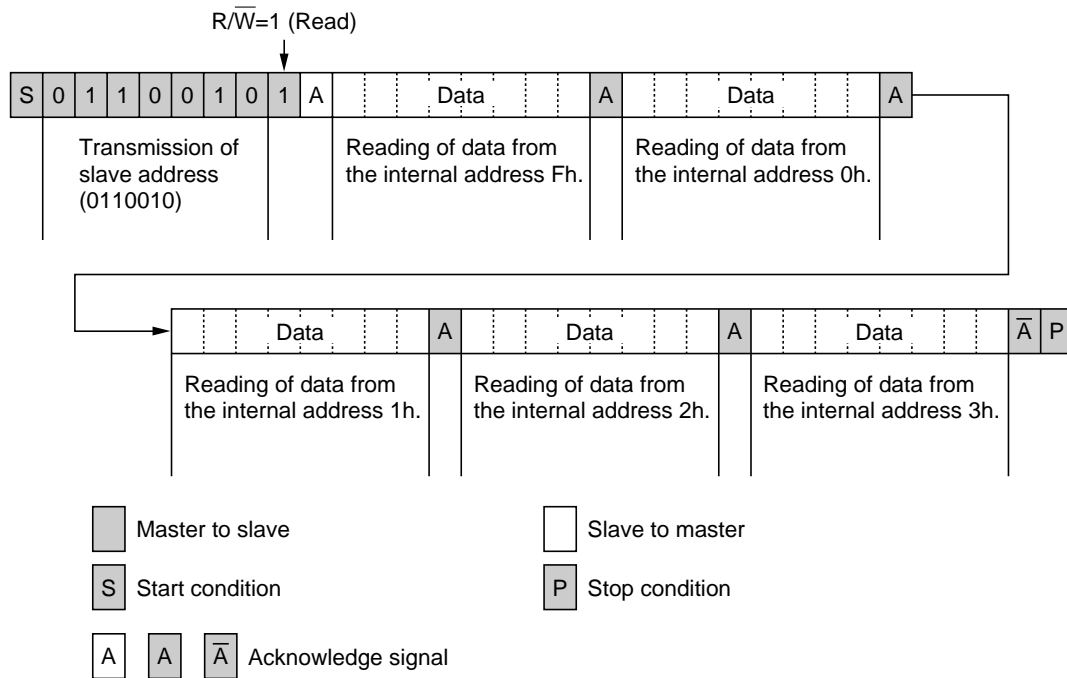 R/W̅=1 (Read)
S 0 1 1 0 0 1 0 1 A Data A Data A
Transmission of
slave address
(0110010)
Reading of data from
the internal address Fh.
Reading of data from
the internal address 0h.
Data A Data A Data A̅ P
Reading of data from
the internal address 1h.
Reading of data from
the internal address 2h.
Reading of data from
the internal address 3h.
Master to slave
Slave to master
S Start condition
P Stop condition
A A A̅ Acknowledge signal